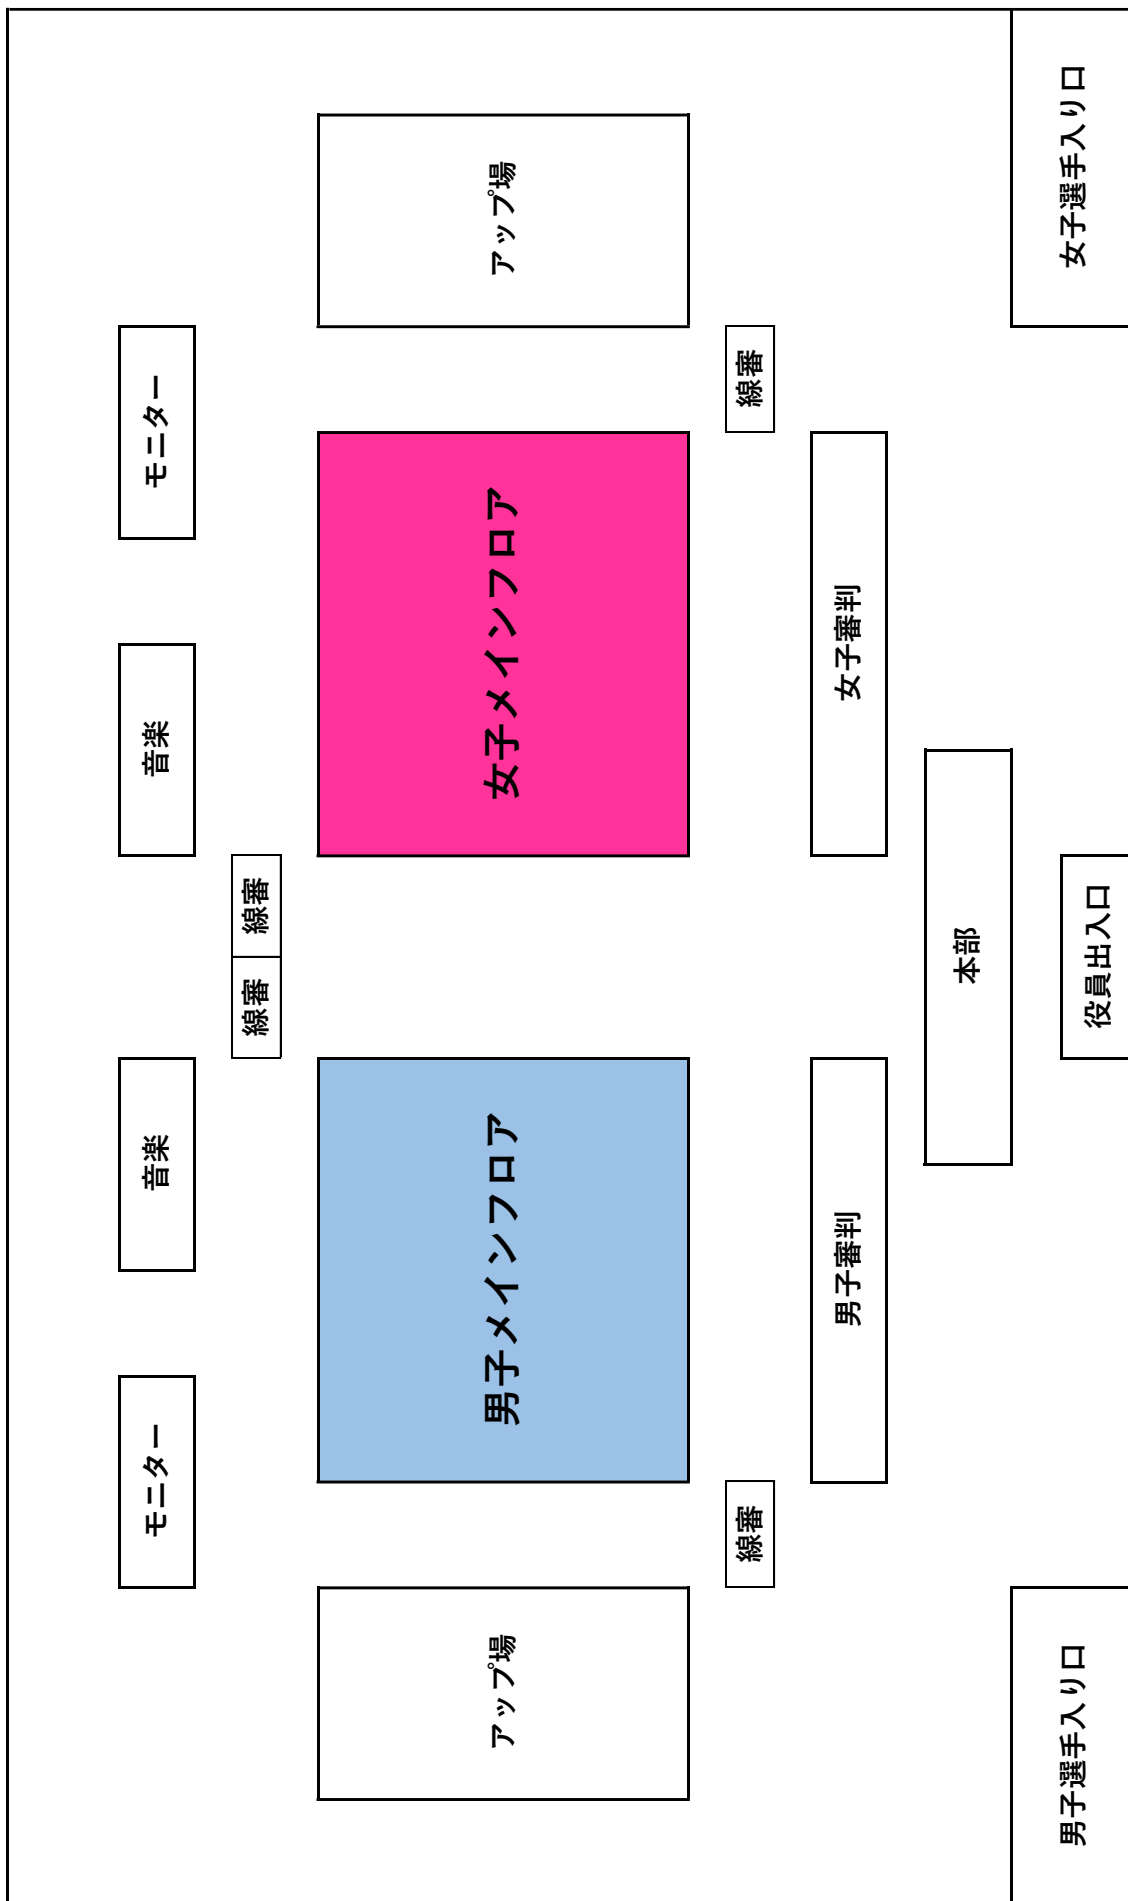 モニター
音楽
音楽
モニター
線審
線審
アップ場
男子メインフロア
女子メインフロア
アップ場
線審
線審
男子審判
女子審判
本部
男子選手入り口
役員出入口
女子選手入り口